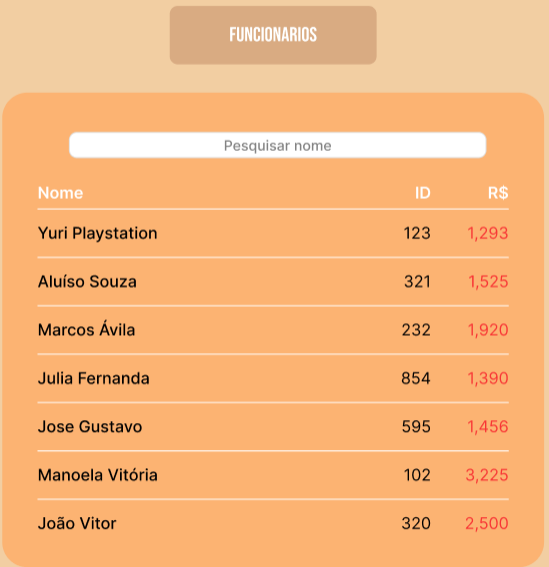 FUNCIONARIOS
Pesquisar nome
Nome ID R$
Yuri Playstation 123 1,293
Aluíso Souza 321 1,525
Marcos Ávila 232 1,920
Julia Fernanda 854 1,390
Jose Gustavo 595 1,456
Manoela Vitória 102 3,225
João Vitor 320 2,500